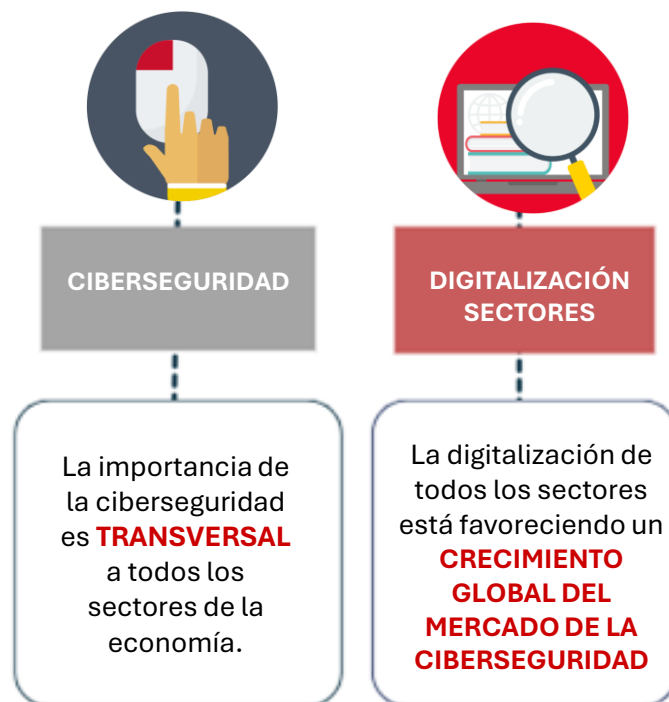 CIBERSEGURIDAD
La importancia de
la ciberseguridad
es TRANSVERSAL
a todos los
sectores de la
economía.
DIGITALIZACIÓN
SECTORES
La digitalización de
todos los sectores
está favoreciendo un
CRECIMIENTO
GLOBAL DEL
MERCADO DE LA
CIBERSEGURIDAD